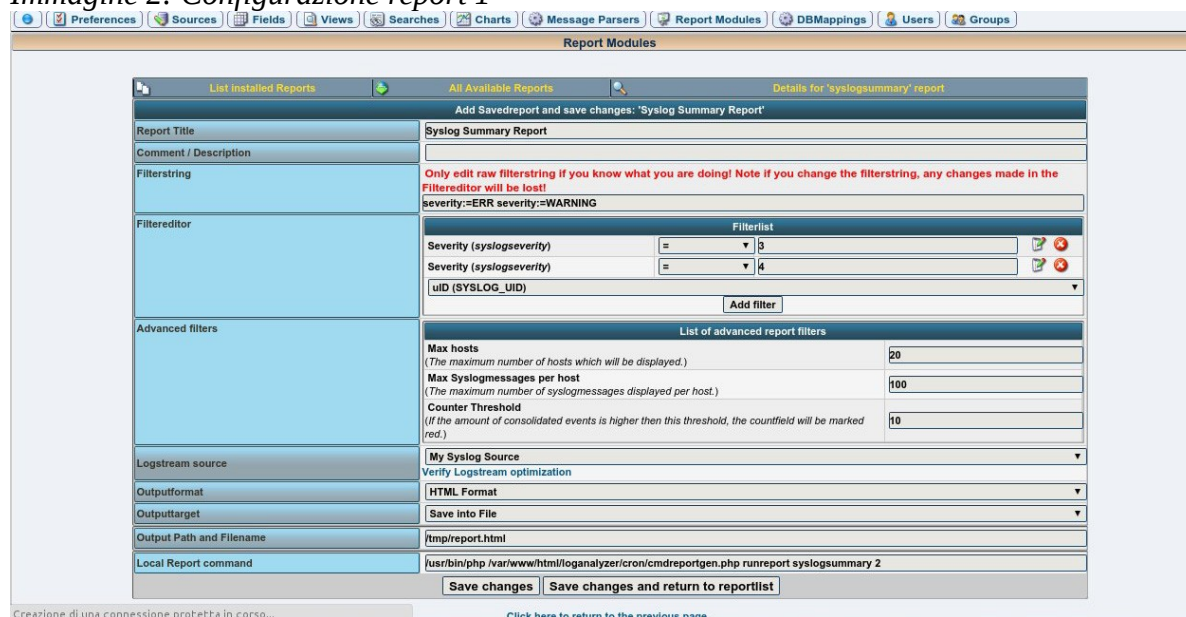 Immagine 2: Configurazione report 1
Preferences Sources Fields Views Searches Charts Message Parsers Report Modules DBMappings Users Groups
Report Modules
List installed Reports All Available Reports Details for 'syslogsummary' report
Add Savedreport and save changes: 'Syslog Summary Report'
Report Title Syslog Summary Report
Comment / Description
Filterstring
Only edit raw filterstring if you know what you are doing! Note if you change the filterstring, any changes made in the
Filtereditor will be lost!
severity:=ERR severity:=WARNING
Filtereditor
Filterlist
Severity (syslogseverity) = 3
Severity (syslogseverity) = 4
uID (SYSLOG_UID)
Add filter
Advanced filters
List of advanced report filters
Max hosts
(The maximum number of hosts which will be displayed.)
20
Max Syslogmessages per host
(The maximum number of syslogmessages displayed per host.)
100
Counter Threshold
(If the amount of consolidated events is higher then this threshold, the countfield will be marked
red.)
10
Logstream source
My Syslog Source
Verify Logstream optimization
Outputformat HTML Format
Outputtarget Save into File
Output Path and Filename /tmp/report.html
Local Report command /usr/bin/php /var/www/html/loganalyzer/cron/cmdreportgen.php runreport syslogsummary 2
Save changes Save changes and return to reportlist
Creazione di una connessione protetta in corso...
Click here to return to the previous page